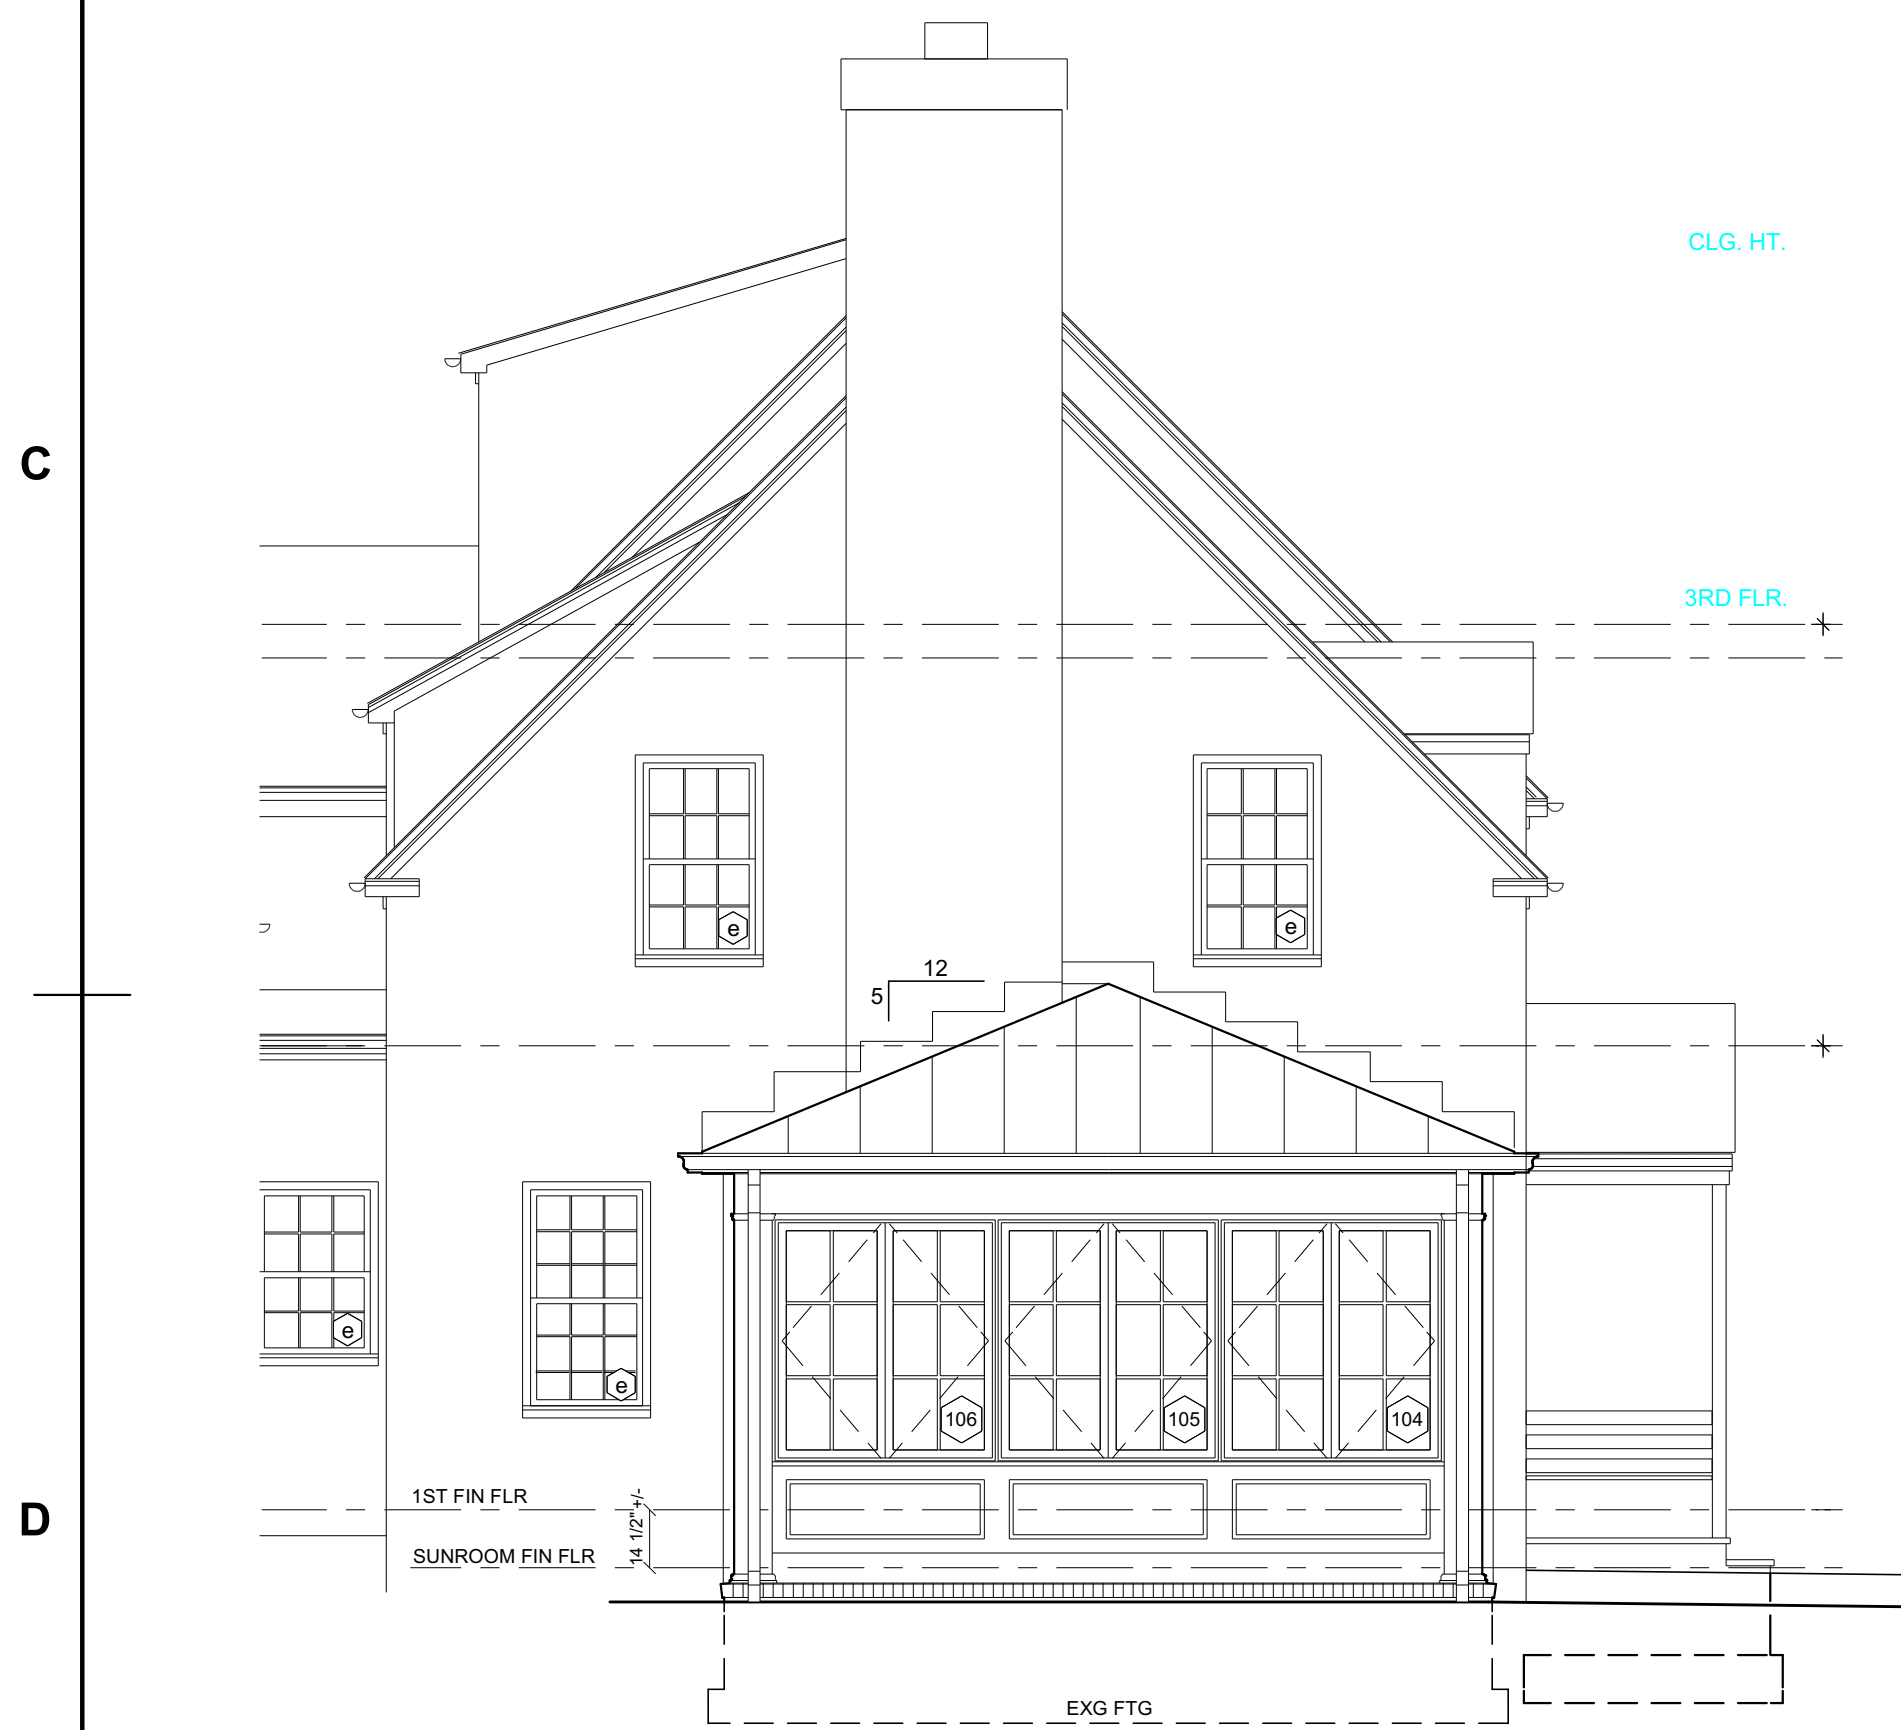 CLG. HT.
C
3RD FLR.
e
e
12
5
e
e
106
105
104
1ST FIN FLR
14 1/2"+/-
D
SUNROOM FIN FLR
EXG FTG